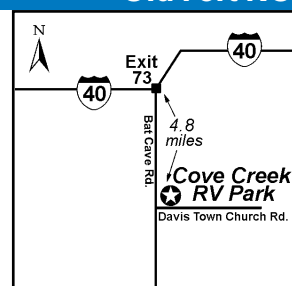 N
40
Exit
73
40
4.8
miles
Bat Cave Rd.
Cove Creek
RV Park
Davis Town Church Rd.